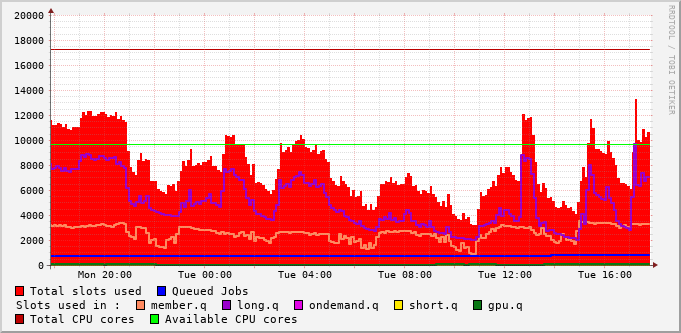 20000
18000
16000
14000
12000
10000
8000
6000
4000
2000
0
Mon 20:00 Tue 00:00 Tue 04:00 Tue 08:00 Tue 12:00 Tue 16:00
RRDTOOL / TOBI OETIKER
Total slots used Queued Jobs
Slots used in : member.q long.q ondemand.q short.q gpu.q
Total CPU cores Available CPU cores